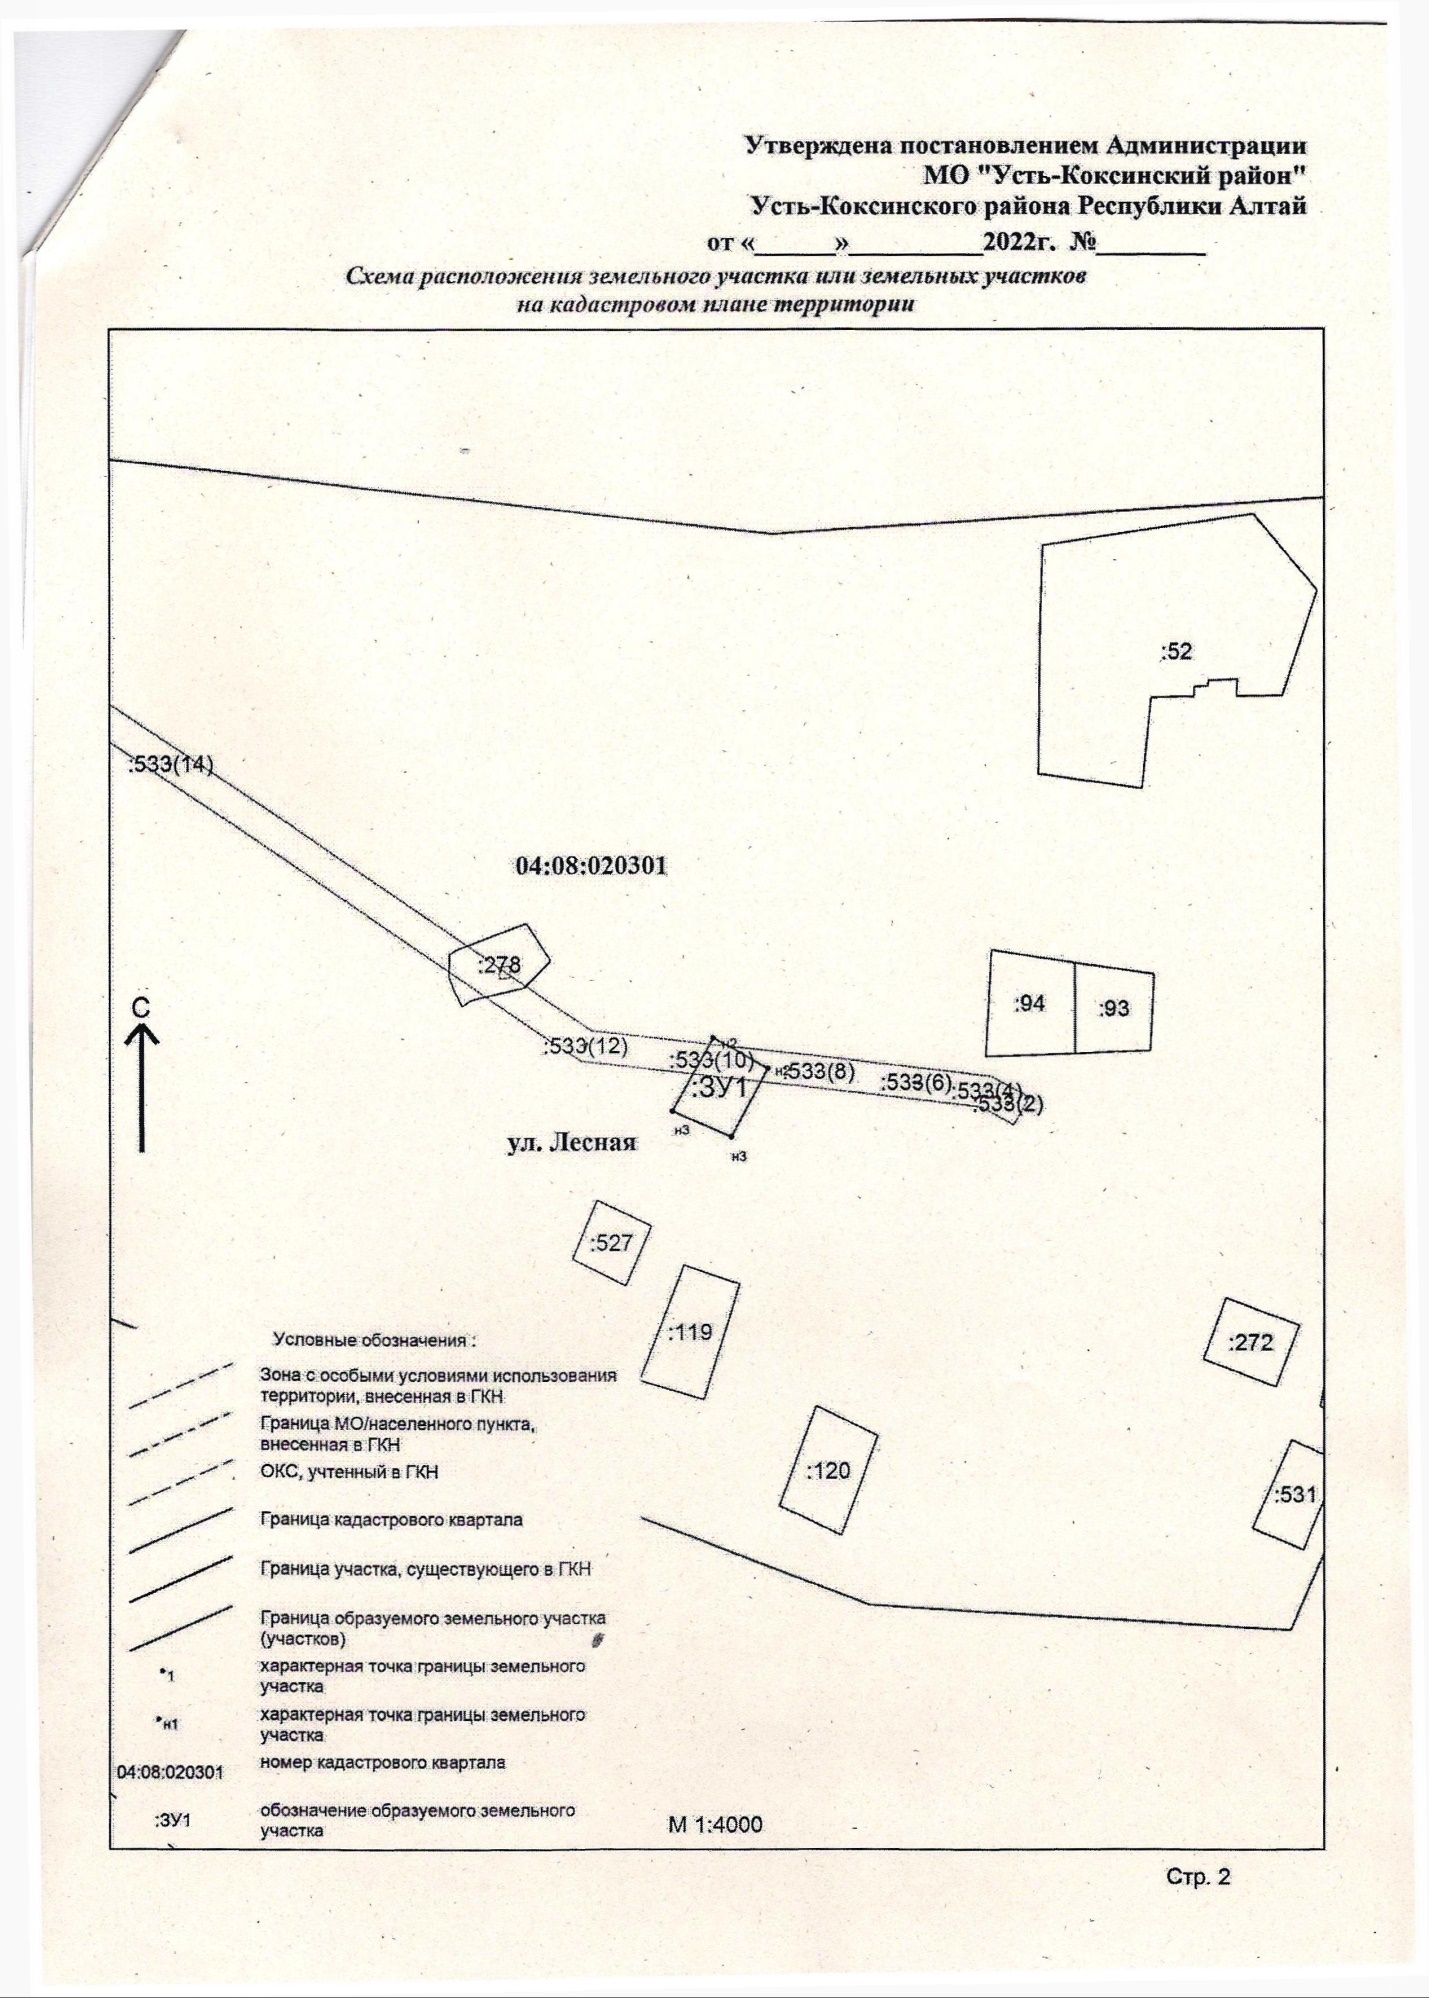 Утверждена постановлением Администрации
МО "Усть-Коксинский район"
Усть-Коксинского района Республики Алтай
от «______»__________2022г. №________
Схема расположения земельного участка или земельных участков
на кадастровом плане территории
:52
:533(14)
04:08:020301
:278
С
:94
:93
:533(12)
н2
:533(10)
н2
:533(8)
:533(6)
:533(4)
:533(2)
:ЗУ1
н3
н3
ул. Лесная
:527
:119
:272
:120
:531
Условные обозначения :
Зона с особыми условиями использования
территории, внесенная в ГКН
Граница МО/населенного пункта,
внесенная в ГКН
ОКС, учтенный в ГКН
Граница кадастрового квартала
Граница участка, существующего в ГКН
Граница образуемого земельного участка
(участков)
1
характерная точка границы земельного
участка
н1
характерная точка границы земельного
участка
04:08:020301
номер кадастрового квартала
:ЗУ1
обозначение образуемого земельного
участка
М 1:4000
Стр. 2